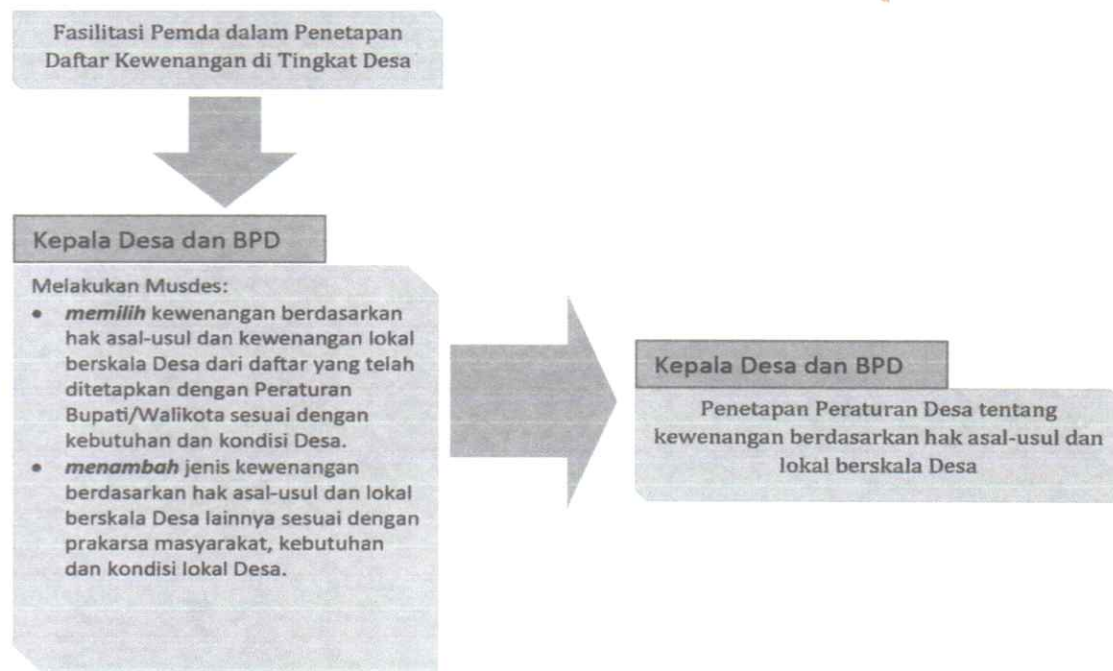 Fasilitasi Pemda dalam Penetapan
Daftar Kewenangan di Tingkat Desa
Kepala Desa dan BPD
Melakukan Musdes:
• memilih kewenangan berdasarkan
hak asal-usul dan kewenangan lokal
berskala Desa dari daftar yang telah
ditetapkan dengan Peraturan
Bupati/Walikota sesuai dengan
kebutuhan dan kondisi Desa.
• menambah jenis kewenangan
berdasarkan hak asal-usul dan lokal
berskala Desa lainnya sesuai dengan
prakarsa masyarakat, kebutuhan
dan kondisi lokal Desa.
Kepala Desa dan BPD
Penetapan Peraturan Desa tentang
kewenangan berdasarkan hak asal-usul dan
lokal berskala Desa